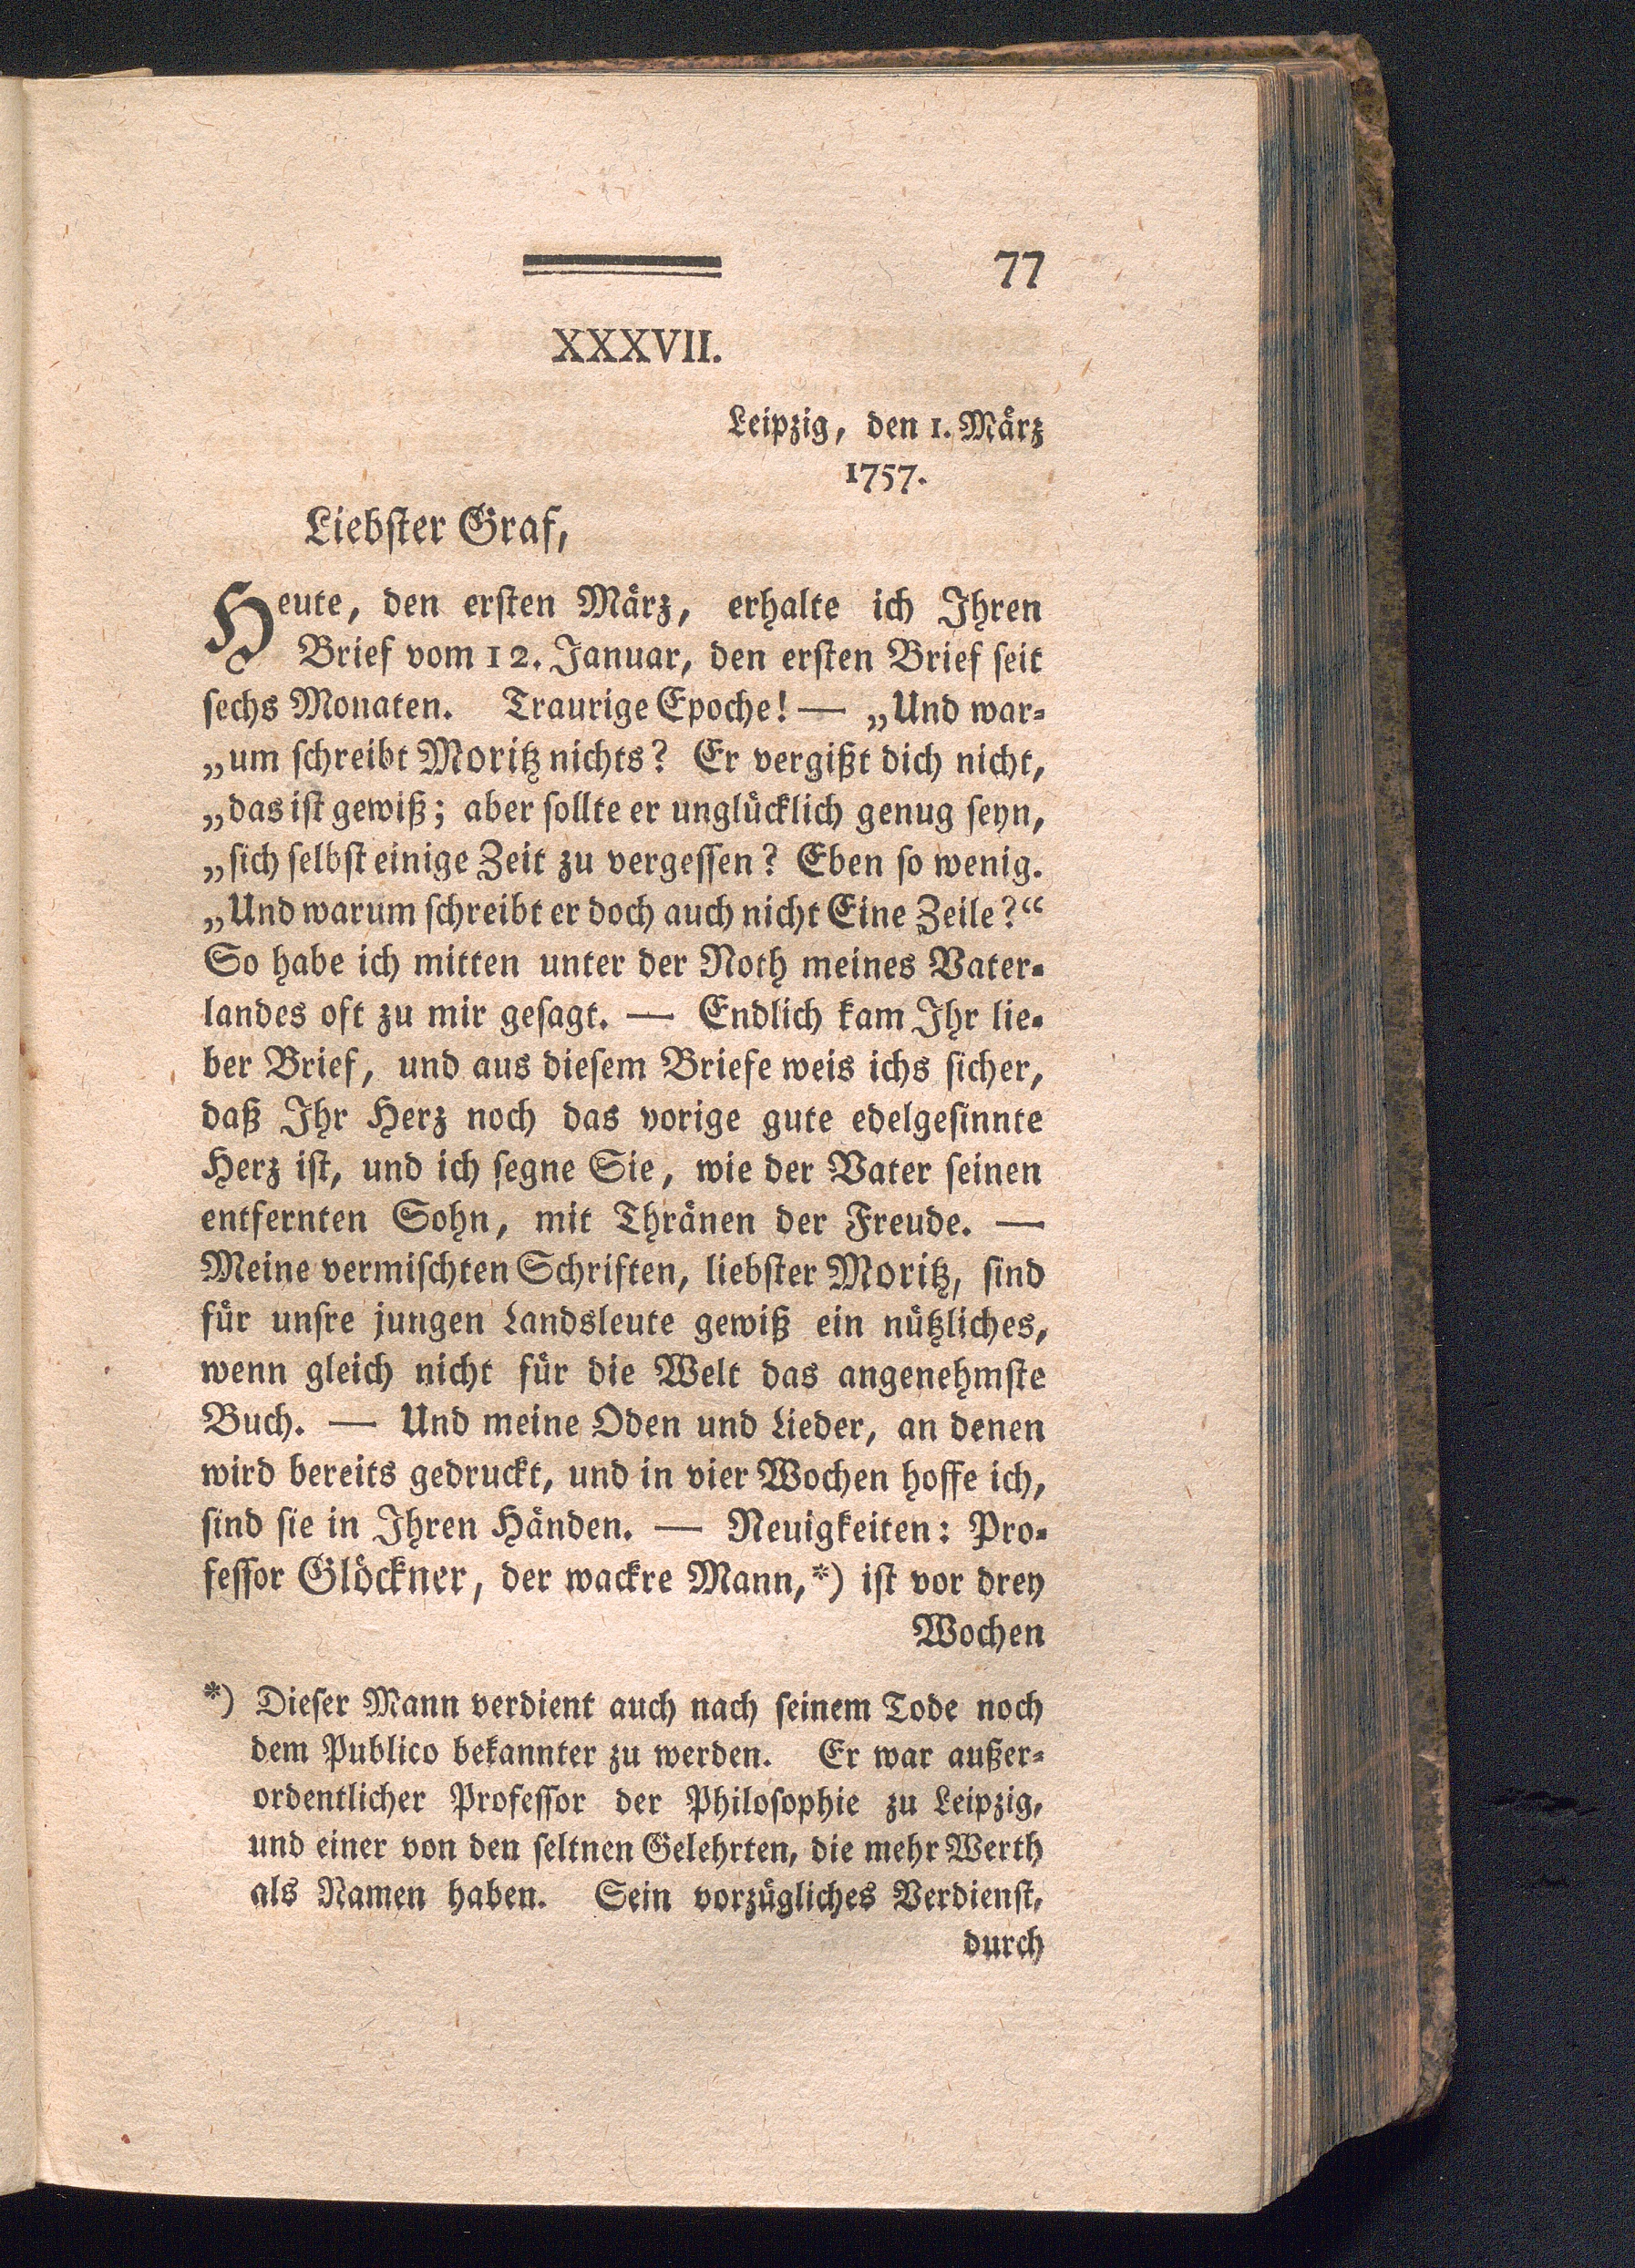 77
XXXVII.
Leipzig, den 1. März
1757.
Liebſter Graf,
Heute, den erſten März, erhalte ich Ihren
Brief vom 12. Januar, den erſten Brief ſeit
ſechs Monaten. Traurige Epoche! — „Und war-
„um ſchreibt Moritz nichts? Er vergißt dich nicht,
„das iſt gewiß; aber ſollte er unglücklich genug ſeyn,
„ſich ſelbſt einige Zeit zu vergeſſen? Eben ſo wenig.
„Und warum ſchreibt er doch auch nicht Eine Zeile?“
So habe ich mitten unter der Noth meines Vater-
landes oft zu mir geſagt. — Endlich kam Ihr lie-
ber Brief, und aus dieſem Briefe weis ichs ſicher,
daß Ihr Herz noch das vorige gute edelgeſinnte
Herz iſt, und ich ſegne Sie, wie der Vater ſeinen
entfernten Sohn, mit Thränen der Freude. —
Meine vermiſchten Schriften, liebſter Moritz, ſind
für unſre jungen Landsleute gewiß ein nützliches,
wenn gleich nicht für die Welt das angenehmſte
Buch. — Und meine Oden und Lieder, an denen
wird bereits gedruckt, und in vier Wochen hoffe ich,
ſind ſie in Ihren Händen. — Neuigkeiten: Pro-
feſſor Glöckner, der wackre Mann,*) iſt vor drey
Wochen
*) Dieſer Mann verdient auch nach ſeinem Tode noch
dem Publico bekannter zu werden. Er war außer-
ordentlicher Profeſſor der Philoſophie zu Leipzig,
und einer von den ſeltnen Gelehrten, die mehr Werth
als Namen haben. Sein vorzügliches Verdienſt,
durch